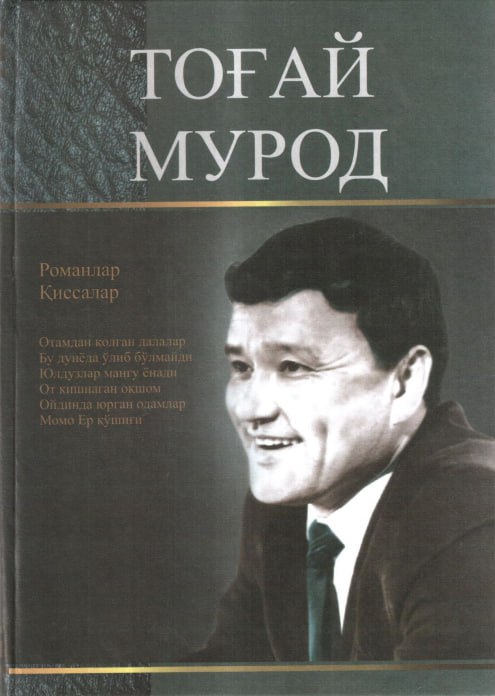 ТОҒАЙ
МУРОД
Романлар
Қиссалар
Отамдан қолган далалар
Бу дунёда ўлиб бўлмайди
Юлдузлар мангу ёнади
От кишнаган оқшом
Ойдинда юрган одамлар
Момо Ер қўшиғи